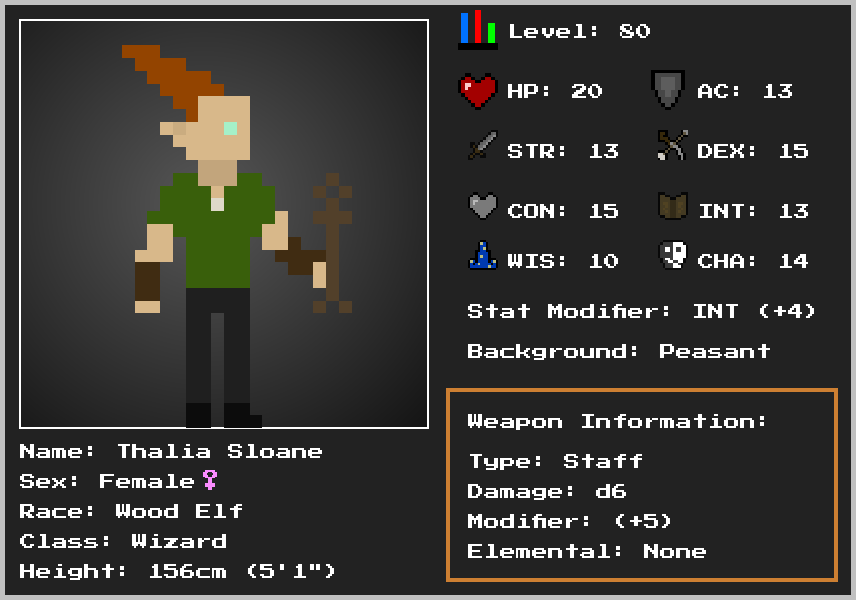 Level: 80
HP: 20
AC: 13
STR: 13
DEX: 15
CON: 15
INT: 13
WIS: 10
CHA: 14
Stat Modifier: INT (+4)
Background: Peasant
Weapon Information:
Type: Staff
Damage: d6
Modifier: (+5)
Elemental: None
Name: Thalia Sloane
Sex: Female♀
Race: Wood Elf
Class: Wizard
Height: 156cm (5'1")